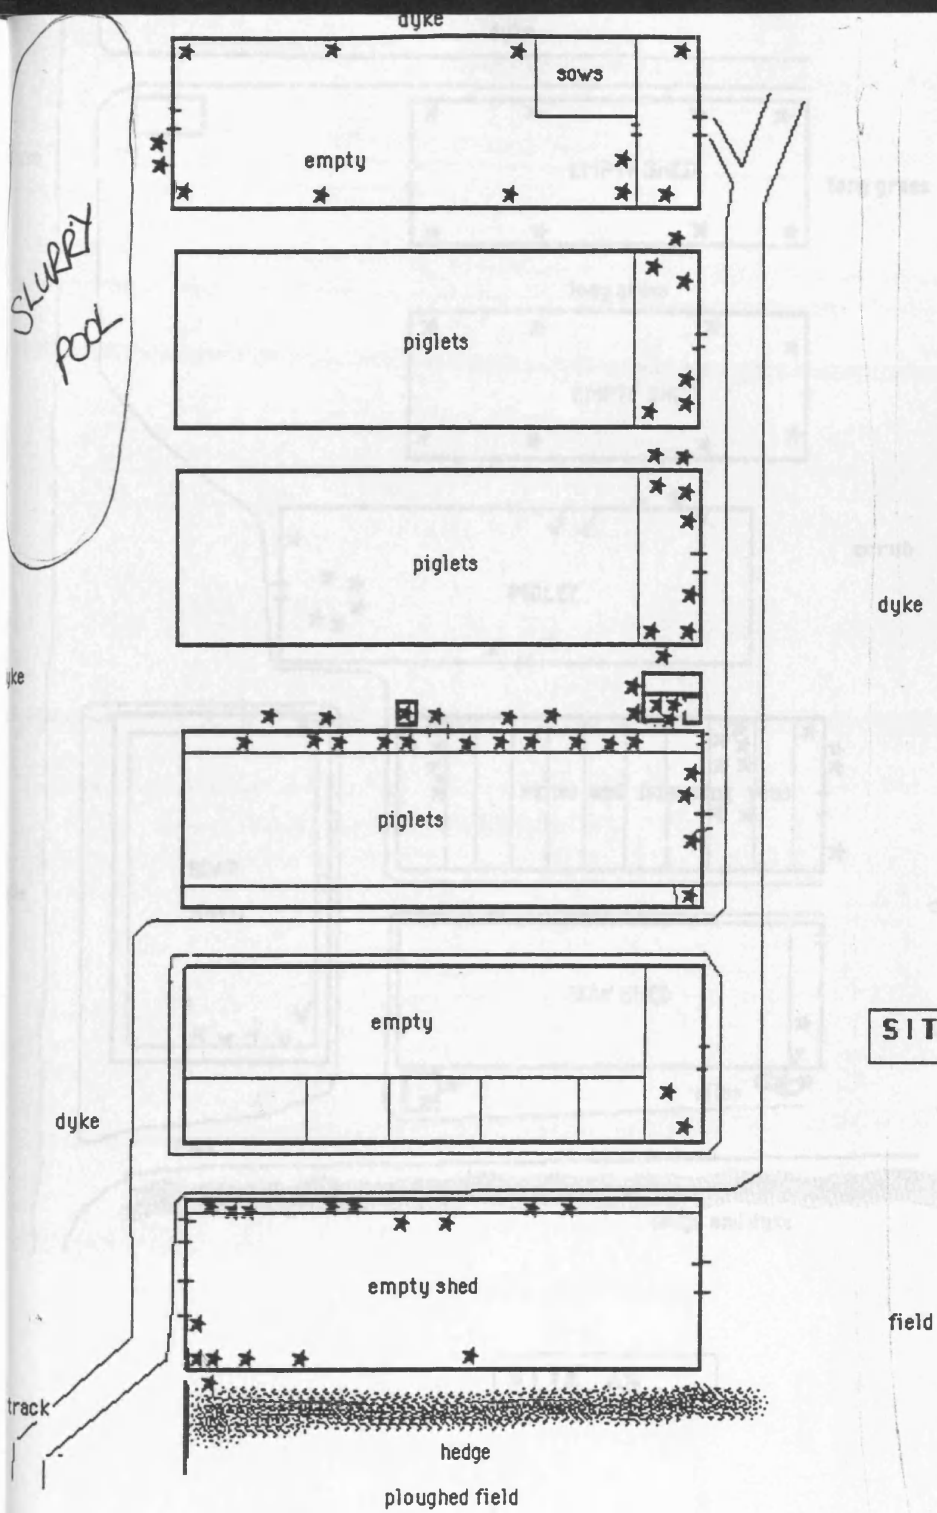 dyke
sows
empty
SLURRY
POOL
piglets
piglets
dyke
piglets
empty
SIT
dyke
empty shed
field
track
hedge
ploughed field